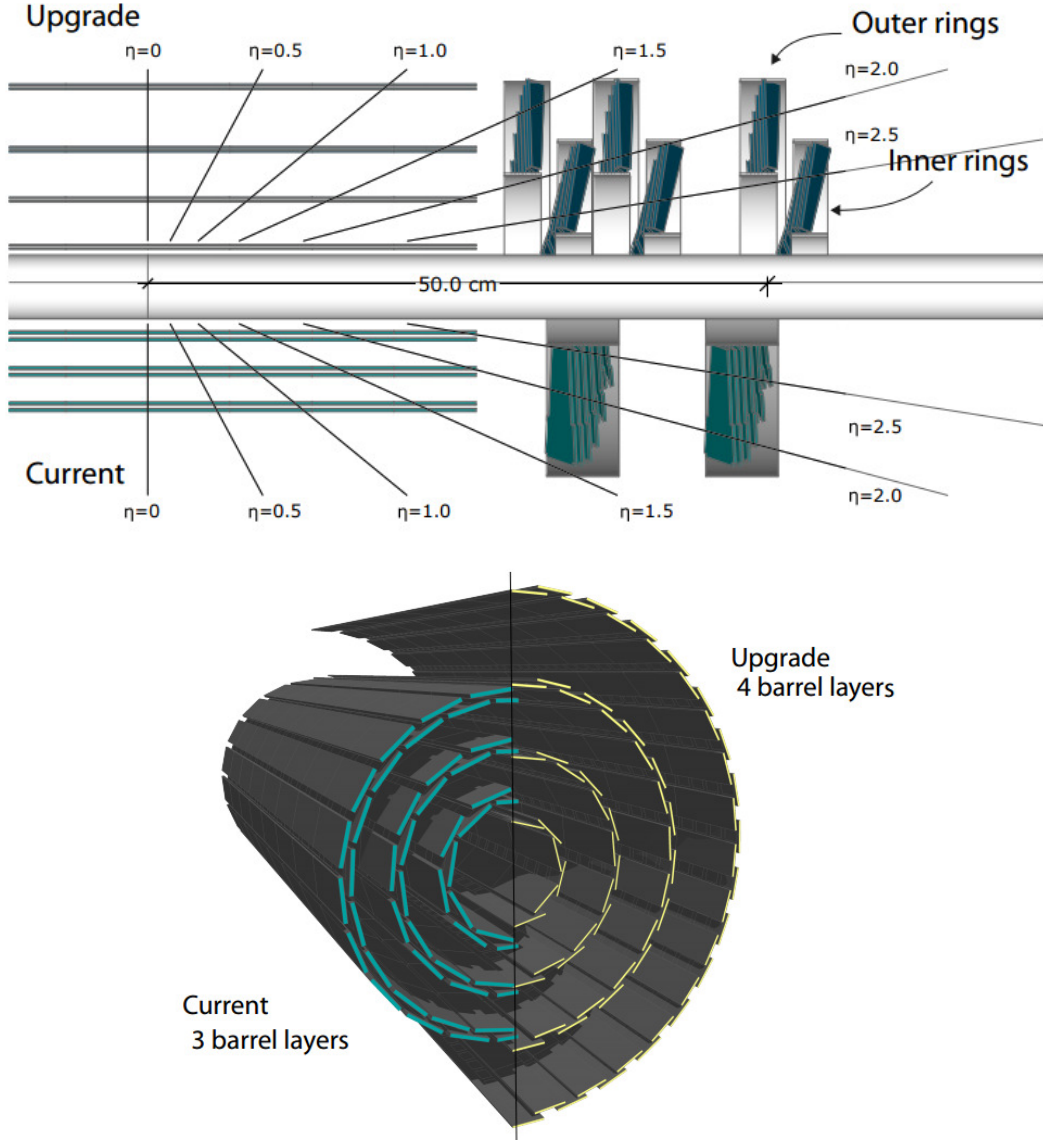 Upgrade
Outer rings
η=0
η=0.5
η=1.0
η=1.5
η=2.0
η=2.5
Inner rings
50.0 cm
η=2.5
Current
η=2.0
η=0
η=0.5
η=1.0
η=1.5
Upgrade
4 barrel layers
Current
3 barrel layers